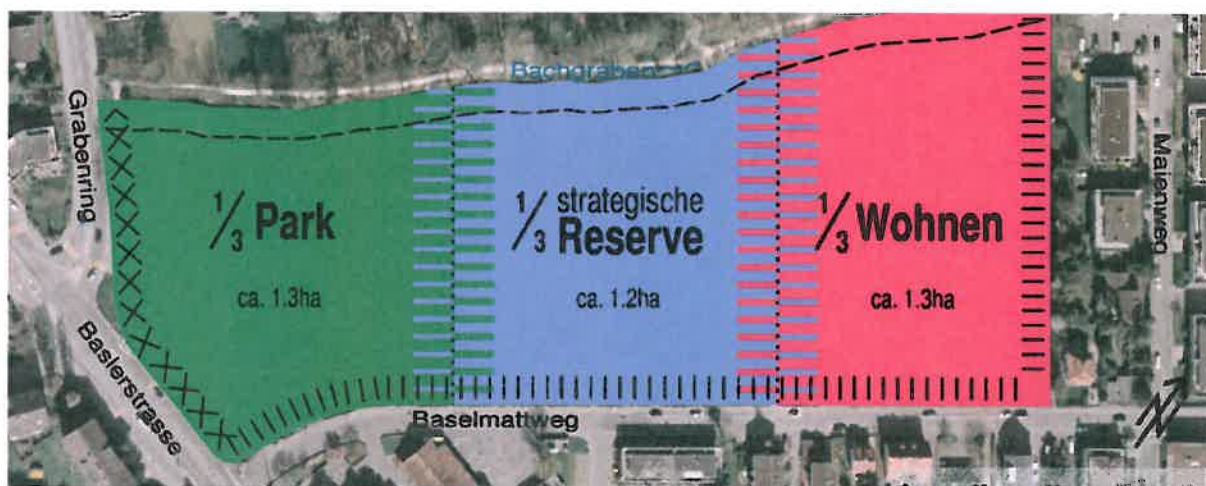 Bachgraben
Grabenring
Maienweg
1/3 Park
1/3 strategische
Reserve
1/3 Wohnen
ca. 1.3ha
ca. 1.2ha
ca. 1.3ha
Baslerstrasse
Baselmattweg